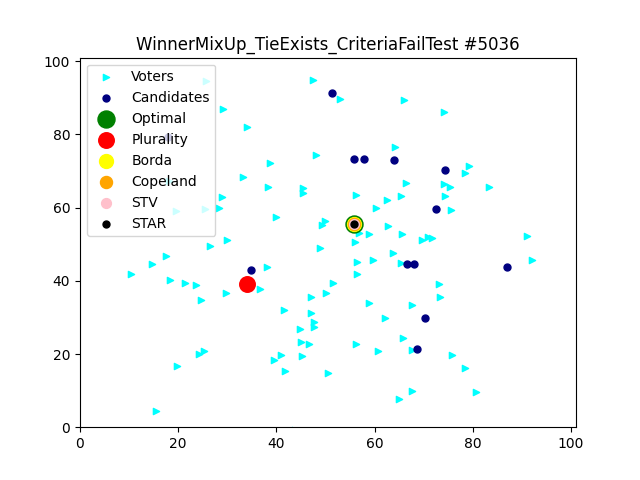 WinnerMixUp_TieExists_CriteriaFailTest #5036
100
80
60
40
20
0
Voters
Candidates
Optimal
Plurality
Borda
Copeland
STV
STAR
0 20 40 60 80 100